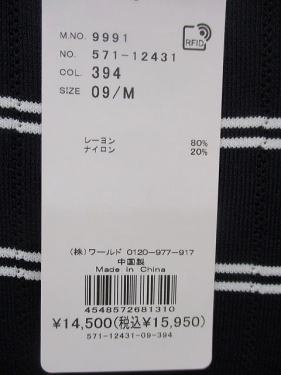 M.NO. 9991
NO. 571-12431
RFID
COL. 394
SIZE 09/M
レーヨン 80%
ナイロン 20%
(株)ワールド 0120-977-917
中国製
Made in China
4548572681310
¥14,500(税込¥15,950)
571-12431-09-394